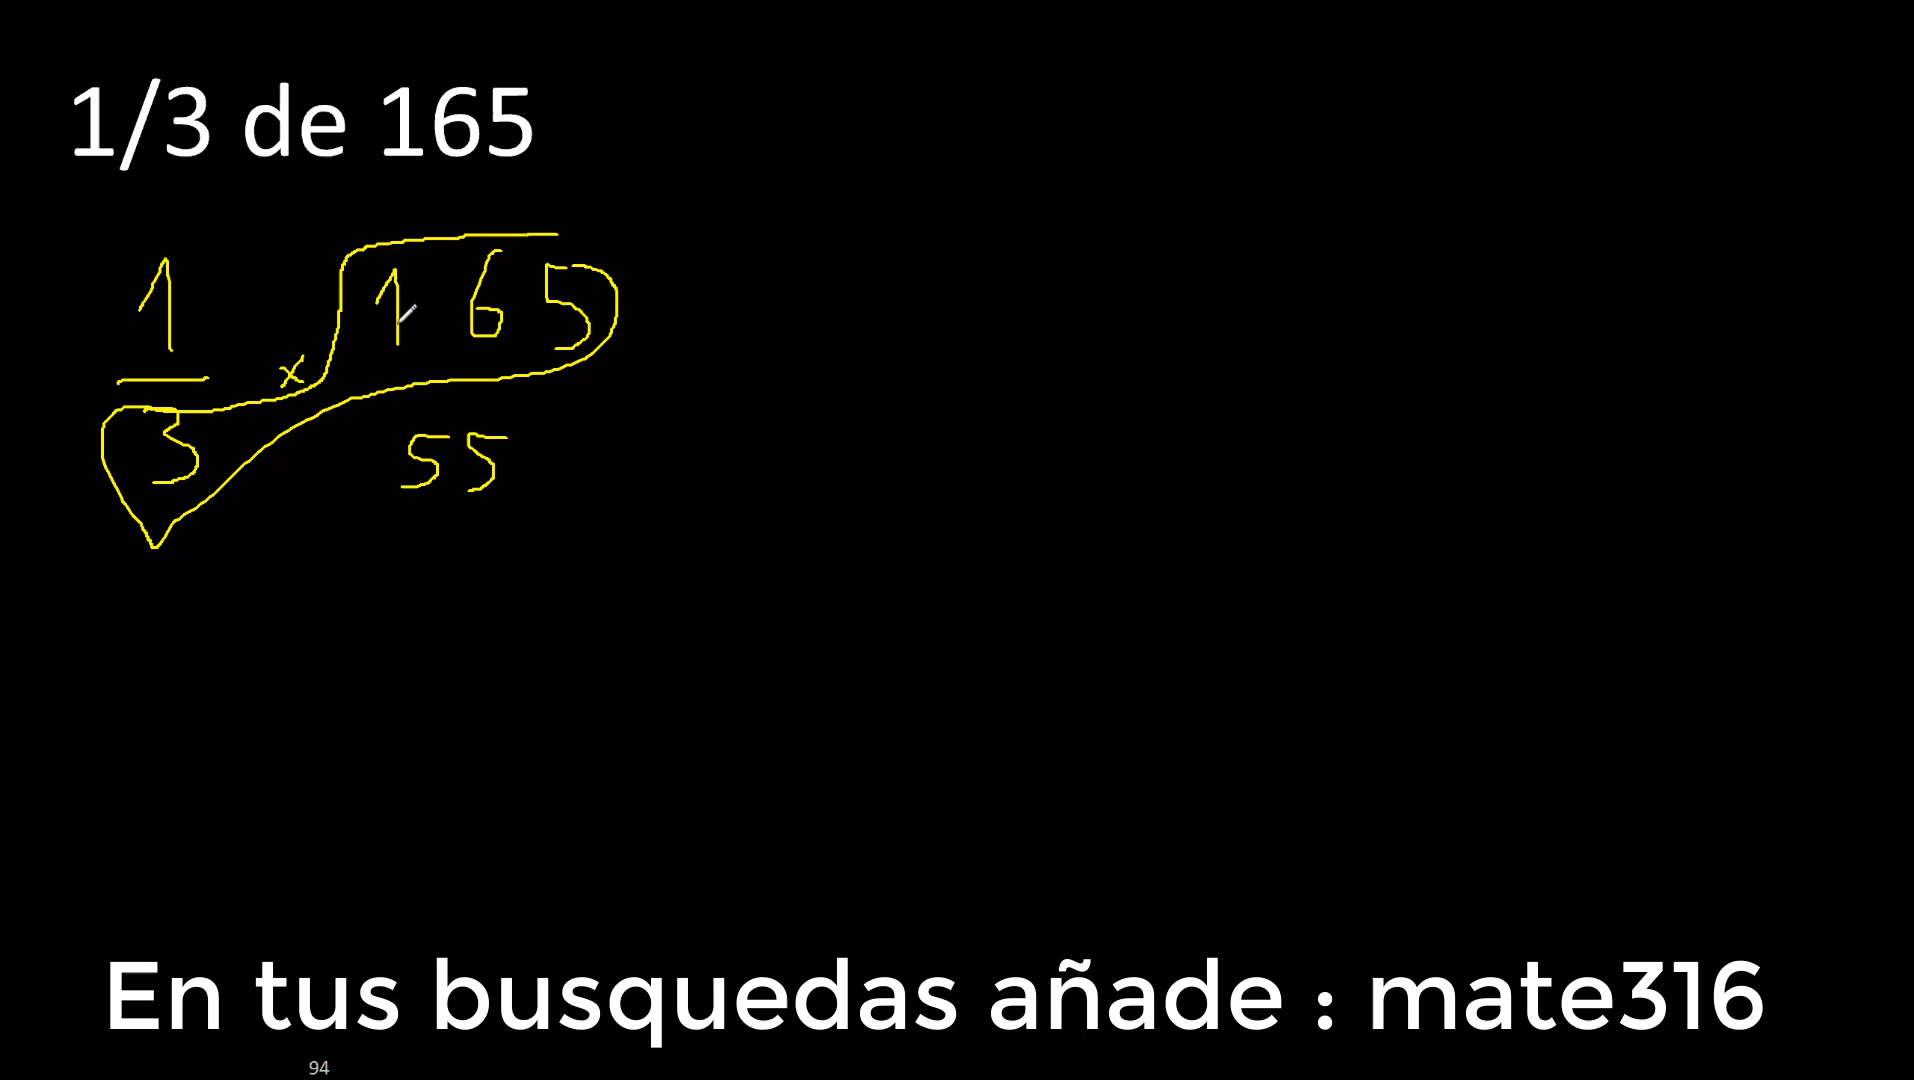 1/3 de 165
1 x 165
3
55
En tus busquedas añade : mate316
94